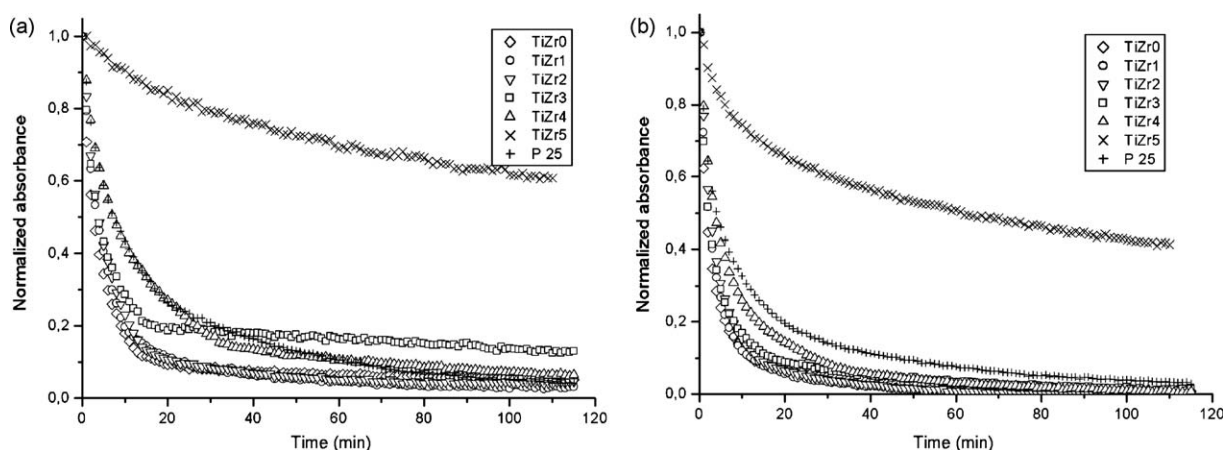 (a)
1,0
0,8
0,6
0,4
0,2
0,0
Normalized absorbance
0 20 40 60 80 100 120
Time (min)
TiZr0
TiZr1
TiZr2
TiZr3
TiZr4
TiZr5
P 25
(b)
1,0
0,8
0,6
0,4
0,2
0,0
Normalized absorbance
0 20 40 60 80 100 120
Time (min)
TiZr0
TiZr1
TiZr2
TiZr3
TiZr4
TiZr5
P 25